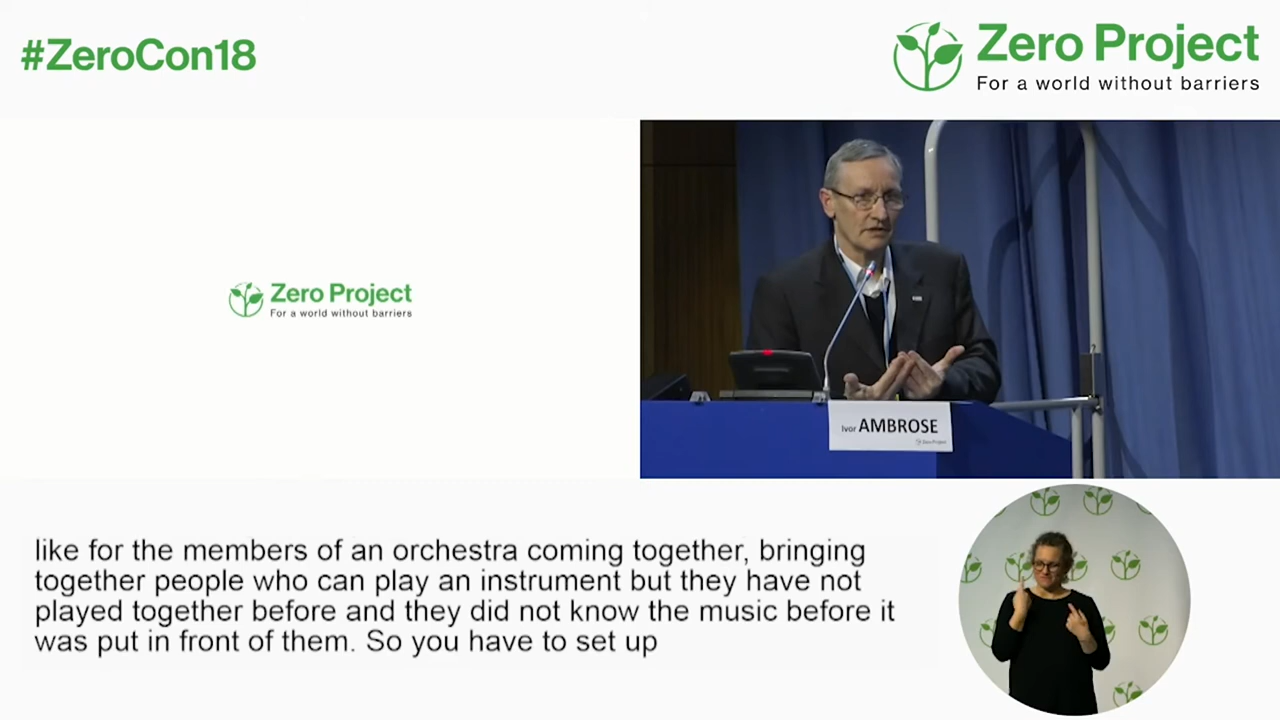 #ZeroCon18
Zero Project
For a world without barriers
Zero Project
For a world without barriers
Ivor AMBROSE
Zero Project
like for the members of an orchestra coming together, bringing
together people who can play an instrument but they have not
played together before and they did not know the music before it
was put in front of them. So you have to set up